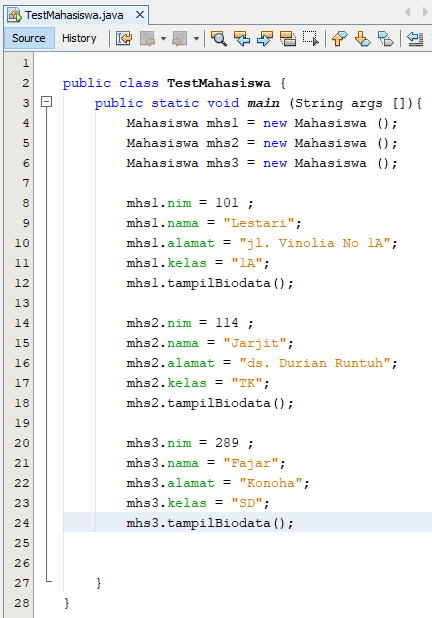 TestMahasiswa.java
Source History
1
2 public class TestMahasiswa {
3 public static void main (String args []){
4 Mahasiswa mhs1 = new Mahasiswa ();
5 Mahasiswa mhs2 = new Mahasiswa ();
6 Mahasiswa mhs3 = new Mahasiswa ();
7
8 mhs1.nim = 101 ;
9 mhs1.nama = "Lestari";
10 mhs1.alamat = "jl. Vinolia No 1A";
11 mhs1.kelas = "1A";
12 mhs1.tampilBiodata();
13
14 mhs2.nim = 114 ;
15 mhs2.nama = "Jarjit";
16 mhs2.alamat = "ds. Durian Runtuh";
17 mhs2.kelas = "TK";
18 mhs2.tampilBiodata();
19
20 mhs3.nim = 289 ;
21 mhs3.nama = "Fajar";
22 mhs3.alamat = "Konoha";
23 mhs3.kelas = "SD";
24 mhs3.tampilBiodata();
25
26
27 }
28 }